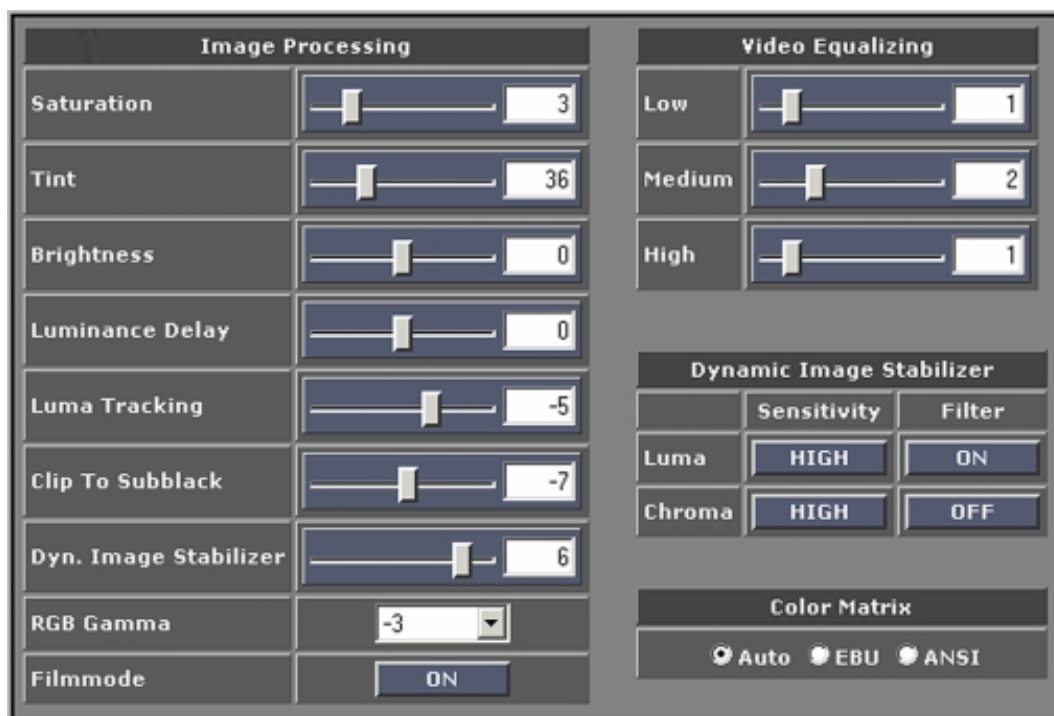 Image Processing
Saturation 3
Tint 36
Brightness 0
Luminance Delay 0
Luma Tracking -5
Clip To Subblack -7
Dyn. Image Stabilizer 6
RGB Gamma -3
Filmmode ON
Video Equalizing
Low 1
Medium 2
High 1
Dynamic Image Stabilizer
Sensitivity Filter
Luma HIGH ON
Chroma HIGH OFF
Color Matrix
Auto EBU ANSI